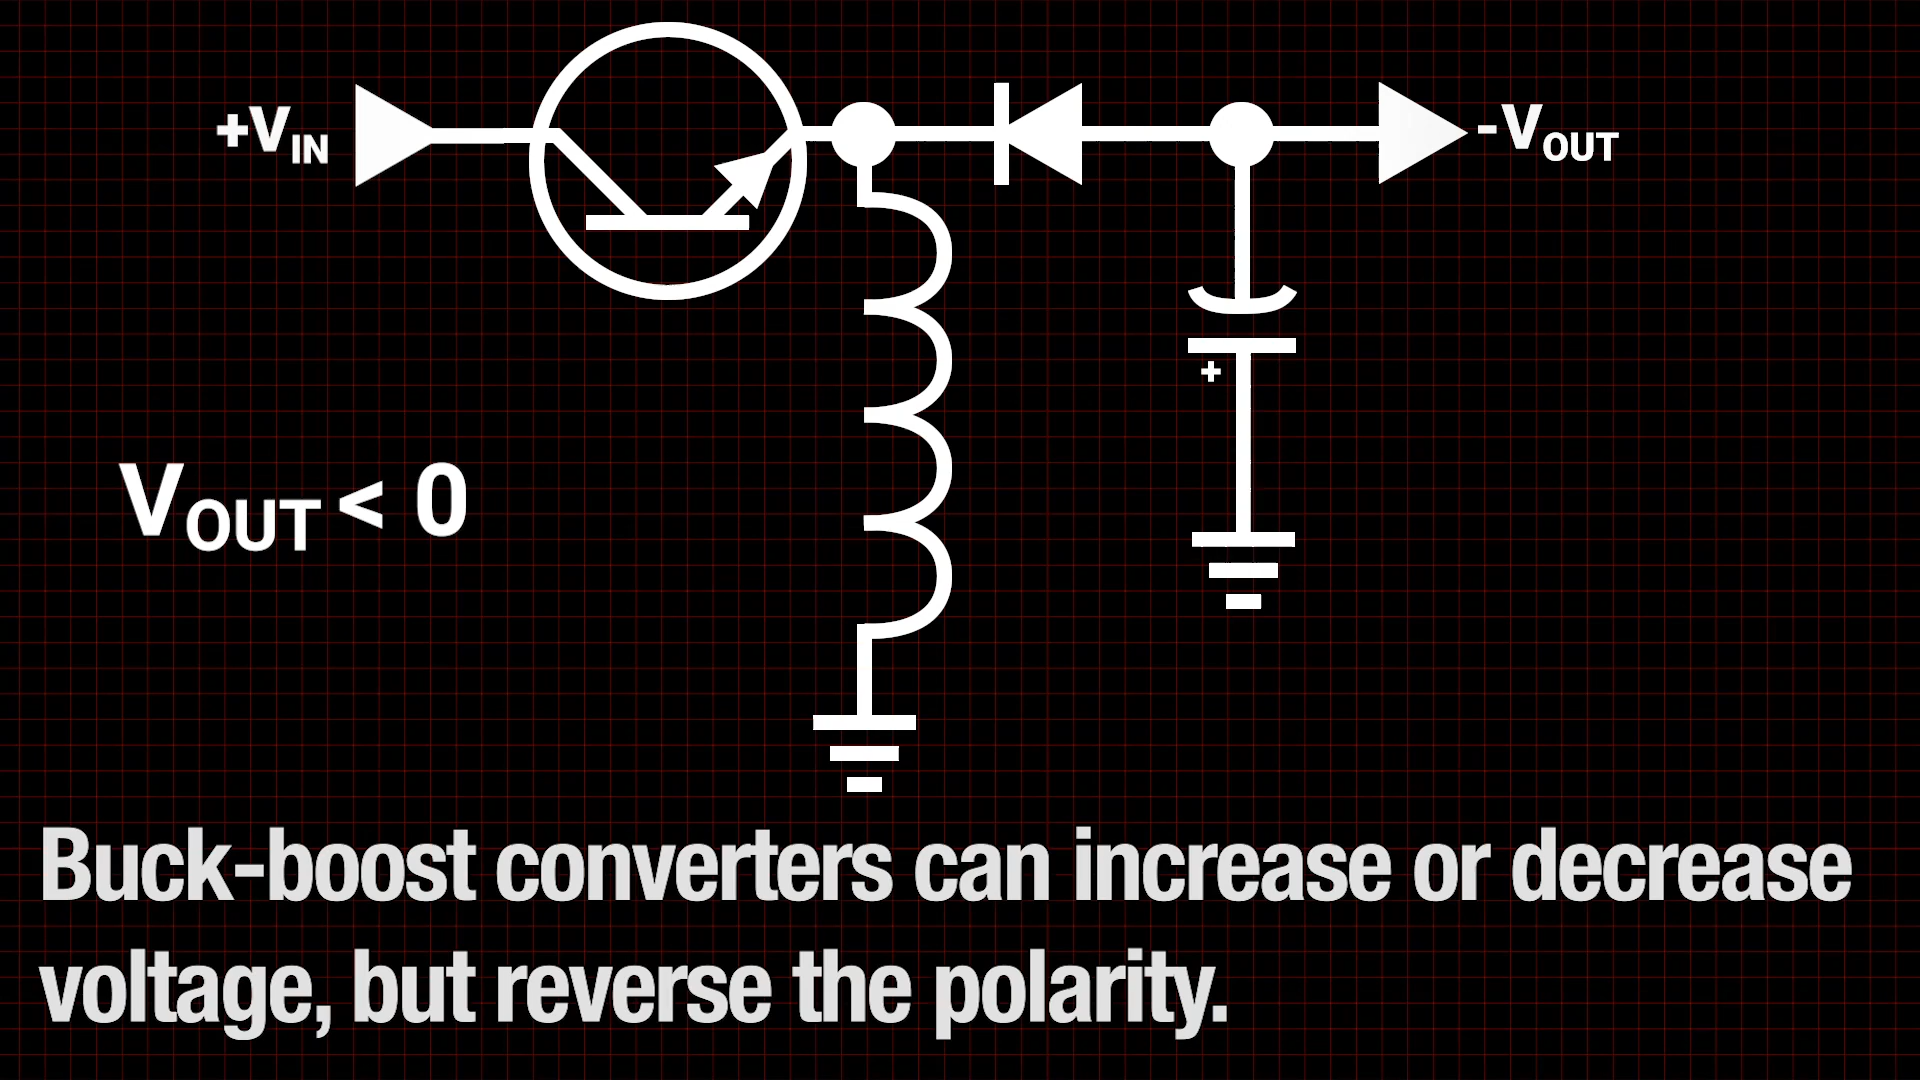 +VIN
-VOUT
+
VOUT < 0
Buck-boost converters can increase or decrease
voltage, but reverse the polarity.